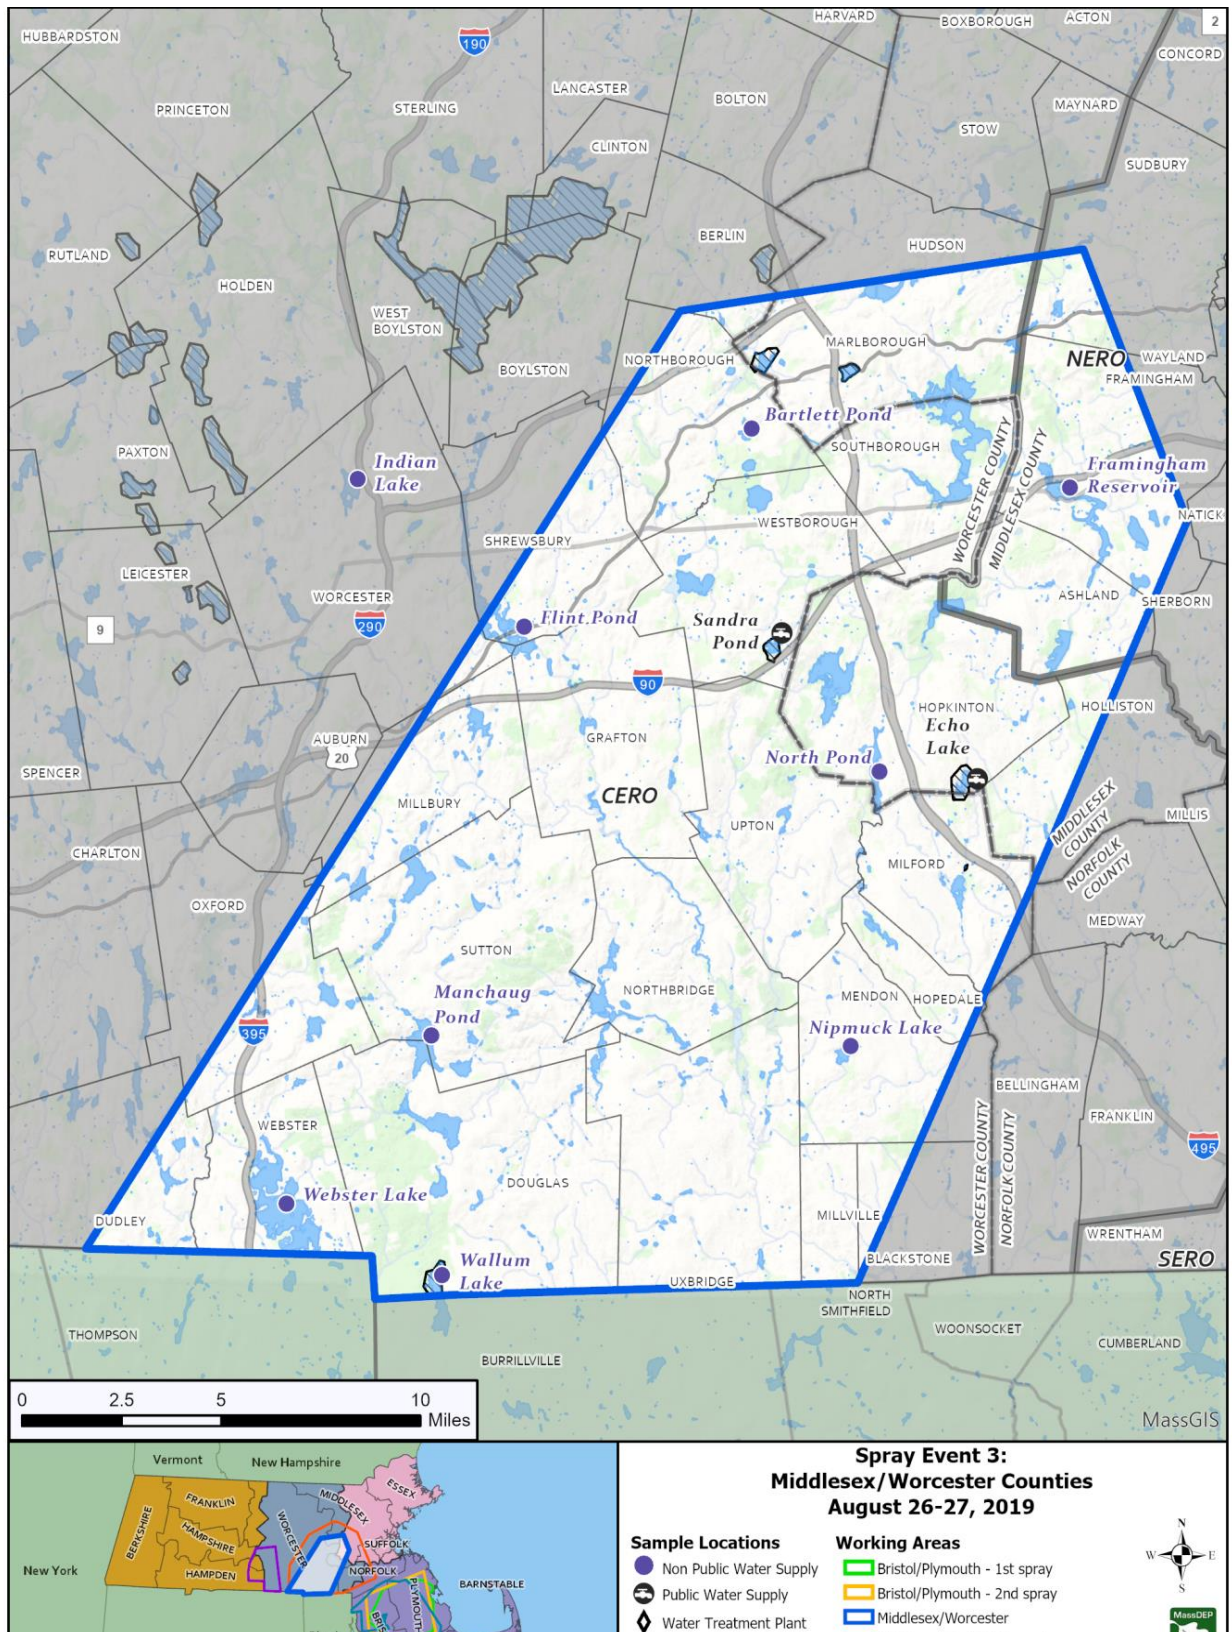 HUBBARDSTON
190
HARVARD
BOXBOROUGH
ACTON
2
CONCORD
PRINCETON
STERLING
LANCASTER
BOLTON
MAYNARD
STOW
CLINTON
SUDBURY
RUTLAND
HOLDEN
BERLIN
HUDSON
WEST
BOYLSTON
BOYLSTON
NORTHBOROUGH
MARLBOROUGH
NERO
WAYLAND
FRAMINGHAM
Bartlett Pond
PAXTON
Indian
Lake
SOUTHBOROUGH
WORCESTER COUNTY
MIDDLESEX COUNTY
Framingham
Reservoir
WESTBOROUGH
NATICK
SHREWSBURY
LEICESTER
WORCESTER
290
9
Flint Pond
Sandra
Pond
ASHLAND
SHERBORN
90
AUBURN
20
GRAFTON
HOPKINTON
Echo
Lake
HOLLISTON
North Pond
SPENCER
MILLBURY
CERO
UPTON
MIDDLESEX
COUNTY
NORFOLK
COUNTY
MILLIS
CHARLTON
MILFORD
OXFORD
MEDWAY
SUTTON
Manchaug
Pond
NORTHBRIDGE
MENDON
HOPEDALE
395
Nipmuck Lake
BELLINGHAM
FRANKLIN
WEBSTER
WORCESTER COUNTY
NORFOLK COUNTY
495
Webster Lake
DOUGLAS
DUDLEY
MILLVILLE
WRENTHAM
BLACKSTONE
SERO
Wallum
Lake
UXBRIDGE
NORTH
SMITHFIELD
WOONSOCKET
THOMPSON
BURRILLVILLE
CUMBERLAND
0 2.5 5 10
Miles
MassGIS
Vermont
New Hampshire
New York
BERKSHIRE
FRANKLIN
HAMPSHIRE
HAMPDEN
WORCESTER
MIDDLESEX
ESSEX
SUFFOLK
NORFOLK
PLYMOUTH
BARNSTABLE
Spray Event 3:
Middlesex/Worcester Counties
August 26-27, 2019
Sample Locations
Non Public Water Supply
Public Water Supply
Water Treatment Plant
Working Areas
Bristol/Plymouth - 1st spray
Bristol/Plymouth - 2nd spray
Middlesex/Worcester
N
W E
S
MassDEP